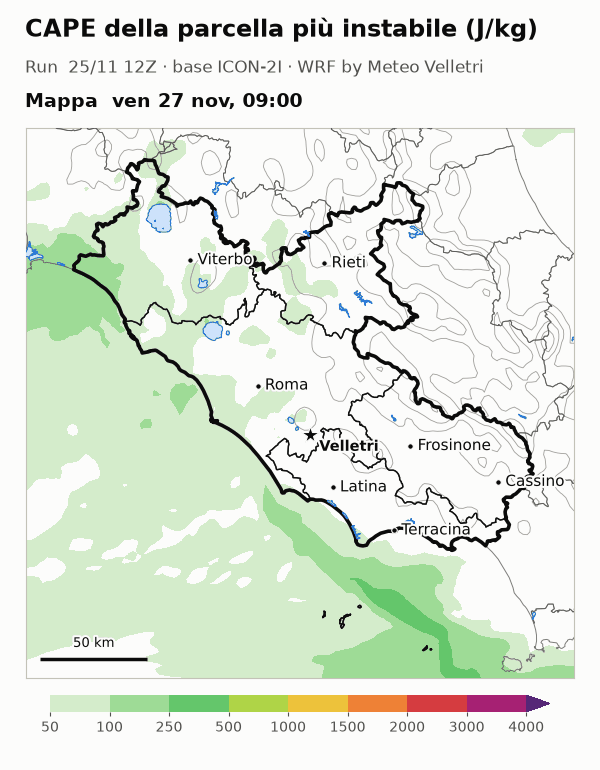 CAPE della parcella più instabile (J/kg)
Run 25/11 12Z · base ICON-2I · WRF by Meteo Velletri
Mappa ven 27 nov, 09:00
Viterbo
Rieti
Roma
Velletri
Frosinone
Cassino
Latina
Terracina
50 km
50 100 250 500 1000 1500 2000 3000 4000